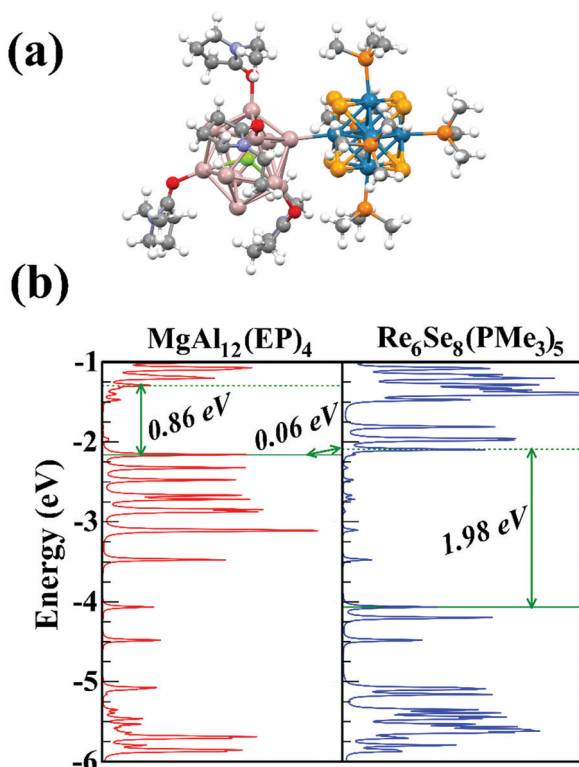 (a)
(b)
MgAl₁₂(EP)₄ Re₆Se₈(PMe₃)₅
-1
0.86 eV
0.06 eV
-2
-3
1.98 eV
-4
-5
-6
Energy (eV)